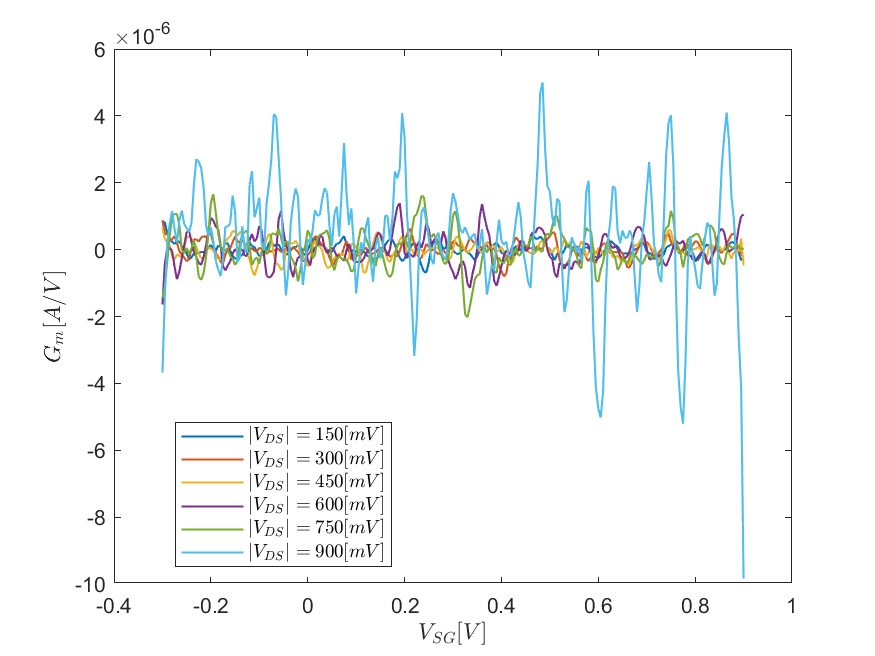 ×10⁻⁶
6
4
2
0
-2
-4
-6
-8
-10
G_m[A/V]
|V_DS| = 150[mV]
|V_DS| = 300[mV]
|V_DS| = 450[mV]
|V_DS| = 600[mV]
|V_DS| = 750[mV]
|V_DS| = 900[mV]
-0.4 -0.2 0 0.2 0.4 0.6 0.8 1
V_SG[V]